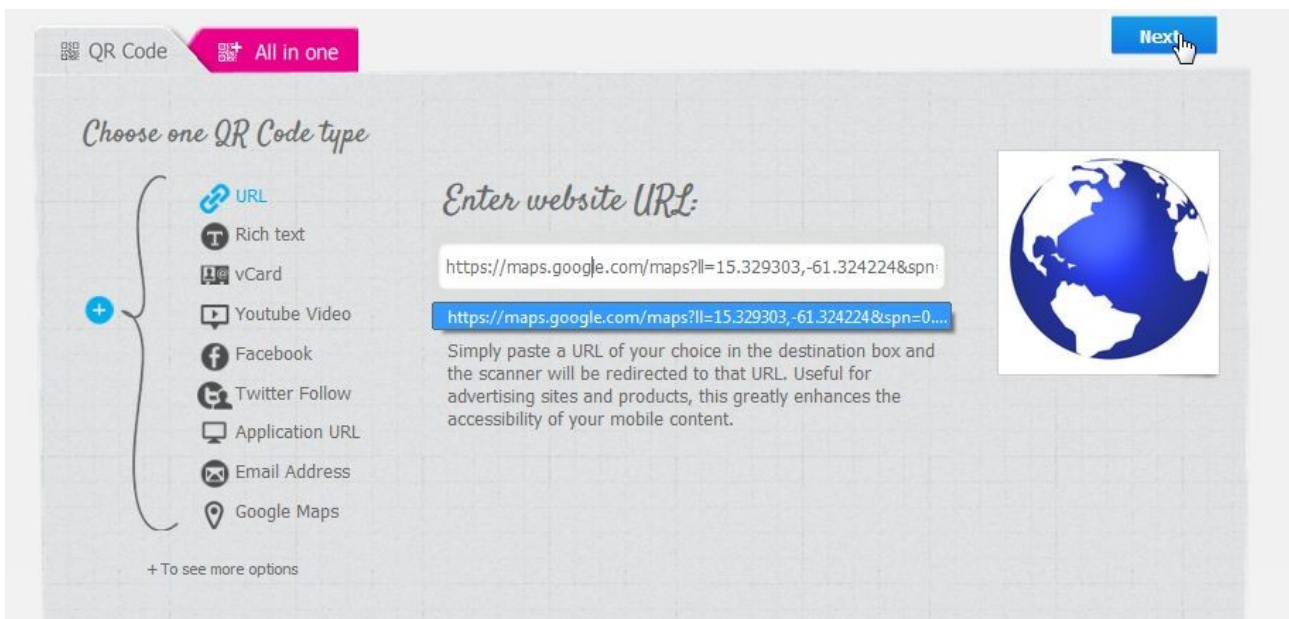 QR Code
All in one
Next
Choose one QR Code type
URL
Rich text
vCard
Youtube Video
Facebook
Twitter Follow
Application URL
Email Address
Google Maps
+ To see more options
Enter website URL:
https://maps.google.com/maps?ll=15.329303,-61.324224&spn=
https://maps.google.com/maps?ll=15.329303,-61.324224&spn=0....
Simply paste a URL of your choice in the destination box and
the scanner will be redirected to that URL. Useful for
advertising sites and products, this greatly enhances the
accessibility of your mobile content.